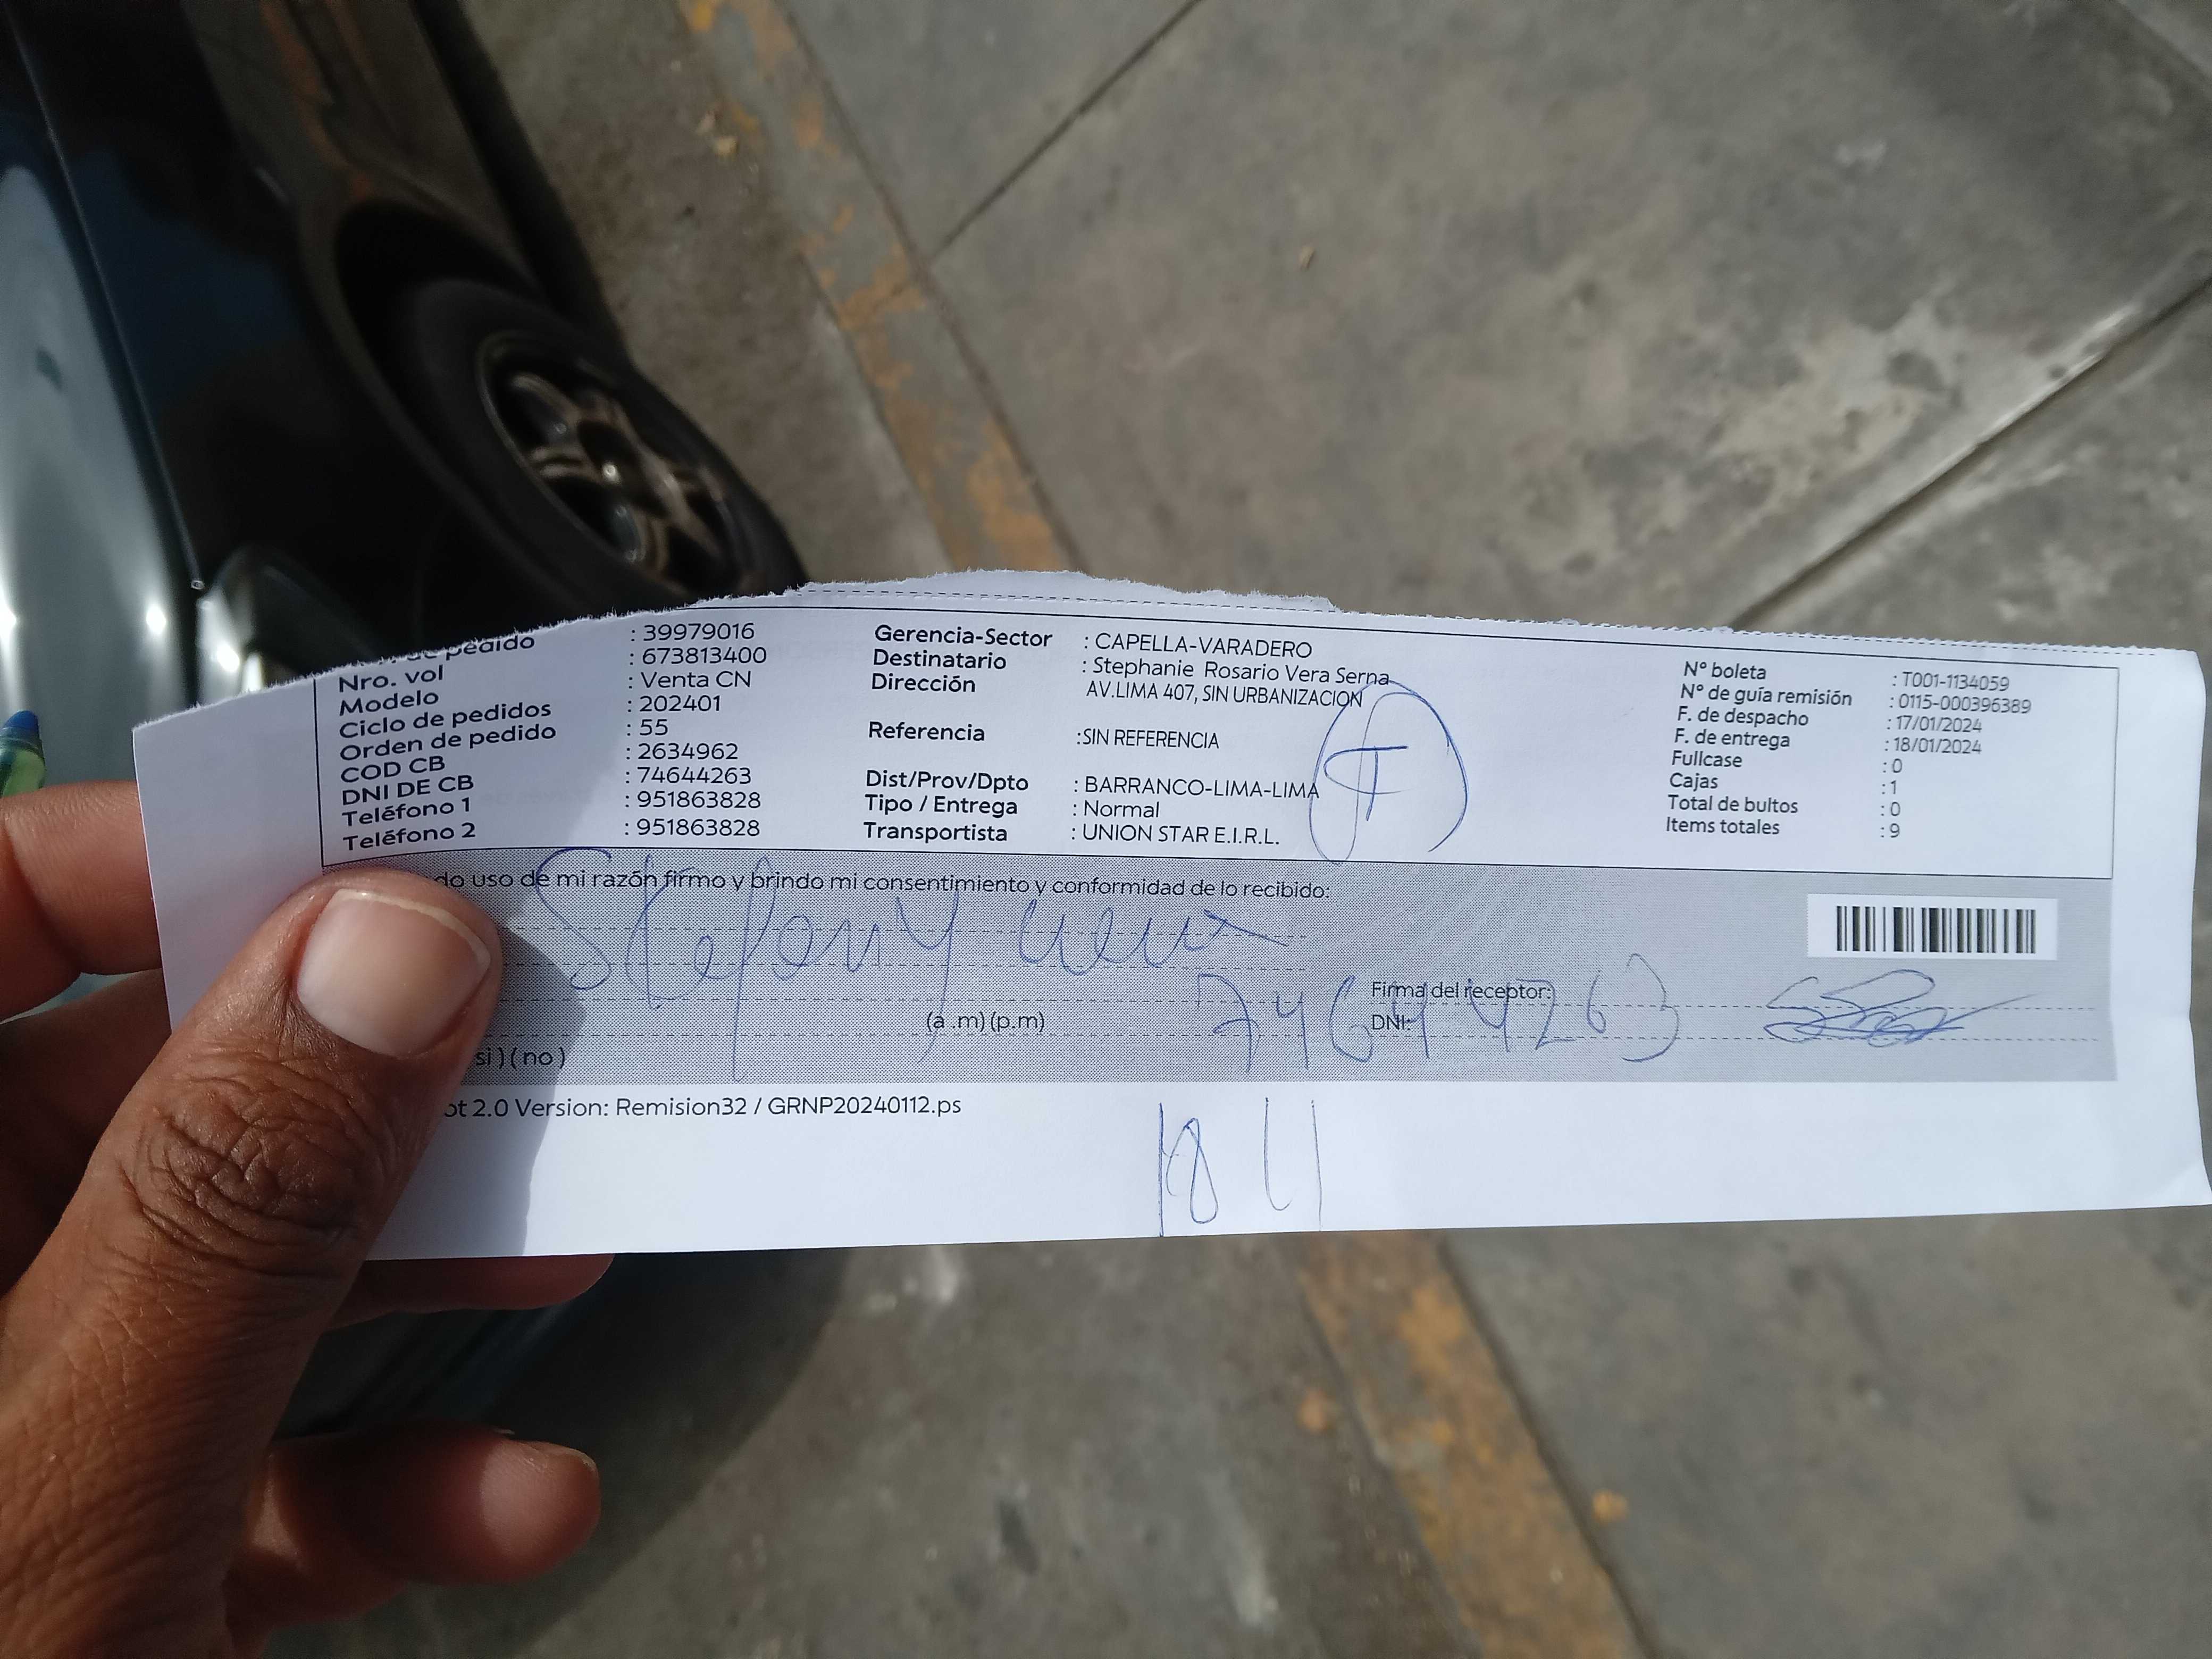 pedido : 39979016
Nro. vol : 673813400
Modelo : Venta CN
Ciclo de pedidos : 202401
Orden de pedido : 55
COD CB : 2634962
DNI DE CB : 74644263
Teléfono 1 : 951863828
Teléfono 2 : 951863828
Gerencia-Sector : CAPELLA-VARADERO
Destinatario : Stephanie Rosario Vera Serna
Dirección AV.LIMA 407, SIN URBANIZACION
Referencia :SIN REFERENCIA
Dist/Prov/Dpto : BARRANCO-LIMA-LIMA
Tipo / Entrega : Normal
Transportista : UNION STAR E.I.R.L.
T
N° boleta : T001-1134059
N° de guía remisión : 0115-000396389
F. de despacho : 17/01/2024
F. de entrega : 18/01/2024
Fullcase : 0
Cajas : 1
Total de bultos : 0
Items totales : 9
do uso de mi razón firmo y brindo mi consentimiento y conformidad de lo recibido:
Stefany
Firma del receptor:
(a .m) (p.m)
DNI: 74644263
si ) ( no )
ot 2.0 Version: Remision32 / GRNP20240112.ps